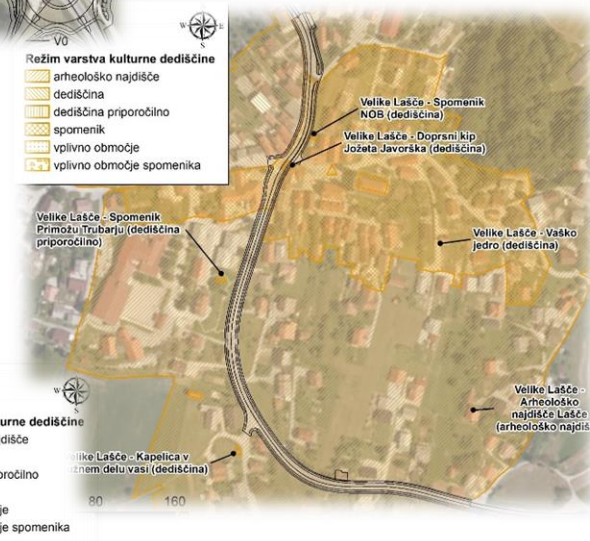 V0
W E
S
Režim varstva kulturne dediščine
arheološko najdišče
dediščina
dediščina priporočilno
spomenik
vplivno območje
vplivno območje spomenika
Velike Lašče - Spomenik
NOB (dediščina)
Velike Lašče - Doprsni kip
Jožeta Javorška (dediščina)
Velike Lašče - Spomenik
Primožu Trubarju (dediščina
priporočilno)
Velike Lašče - Vaško
jedro (dediščina)
Velike Lašče -
Arheološko
najdišče Lašče
(arheološko najdiš
elike Lašče - Kapelica v
žnem delu vasi (dediščina)
W E
S
urne dediščine
dišče
poročilno
je
je spomenika
80 160